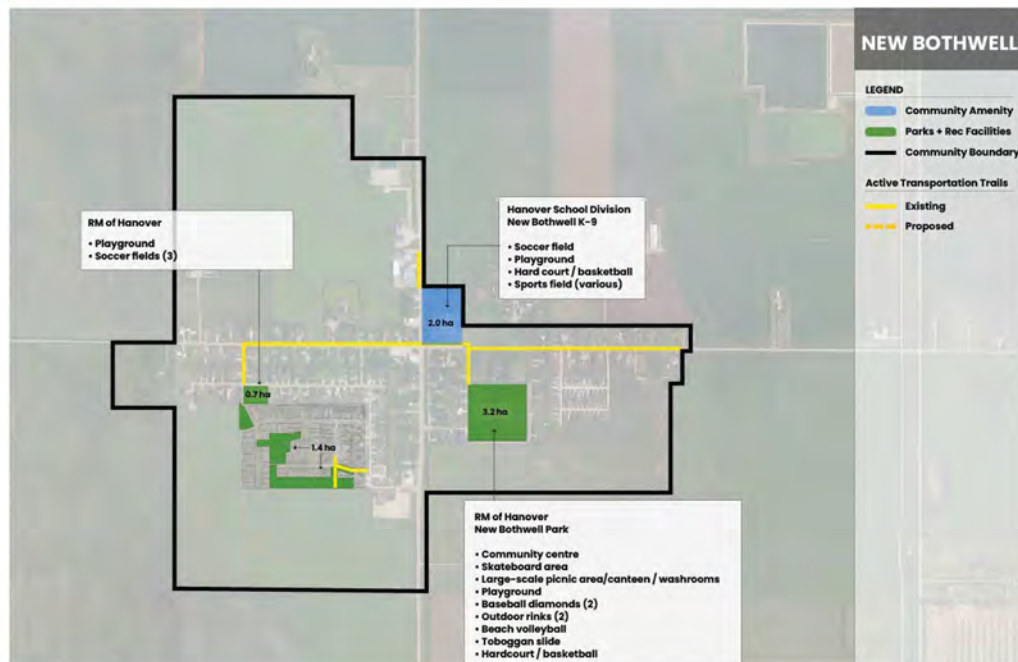 NEW BOTHWELL
LEGEND
Community Amenity
Parks + Rec Facilities
Community Boundary
Active Transportation Trails
Existing
Proposed
RM of Hanover
• Playground
• Soccer fields (3)
Hanover School Division
New Bothwell K-9
• Soccer field
• Playground
• Hard court / basketball
• Sports field (various)
2.0 ha
0.7 ha
3.2 ha
1.4 ha
RM of Hanover
New Bothwell Park
• Community centre
• Skateboard area
• Large-scale picnic area/canteen / washrooms
• Playground
• Baseball diamonds (2)
• Outdoor rinks (2)
• Beach volleyball
• Toboggan slide
• Hardcourt / basketball